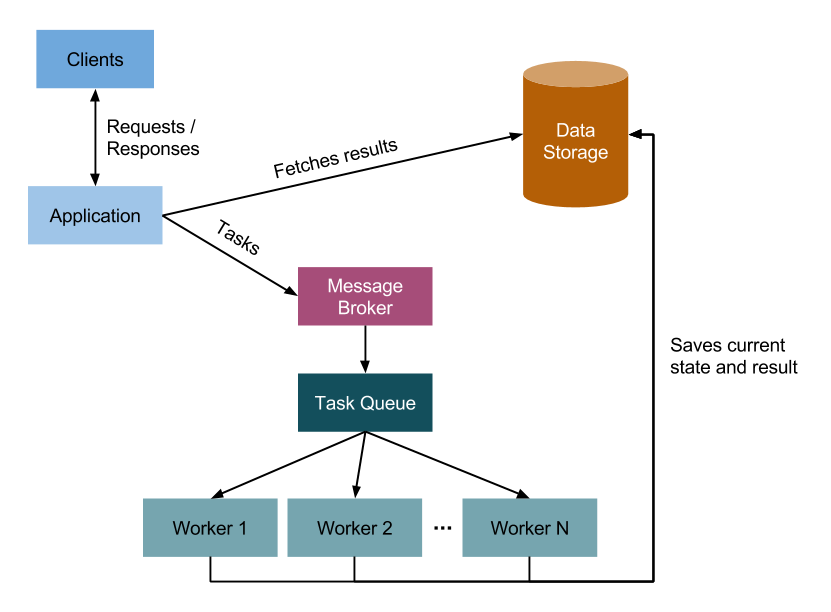 Clients
Requests /
Responses
Application
Fetches results
Data
Storage
Tasks
Message
Broker
Task Queue
Saves current
state and result
Worker 1
Worker 2
...
Worker N